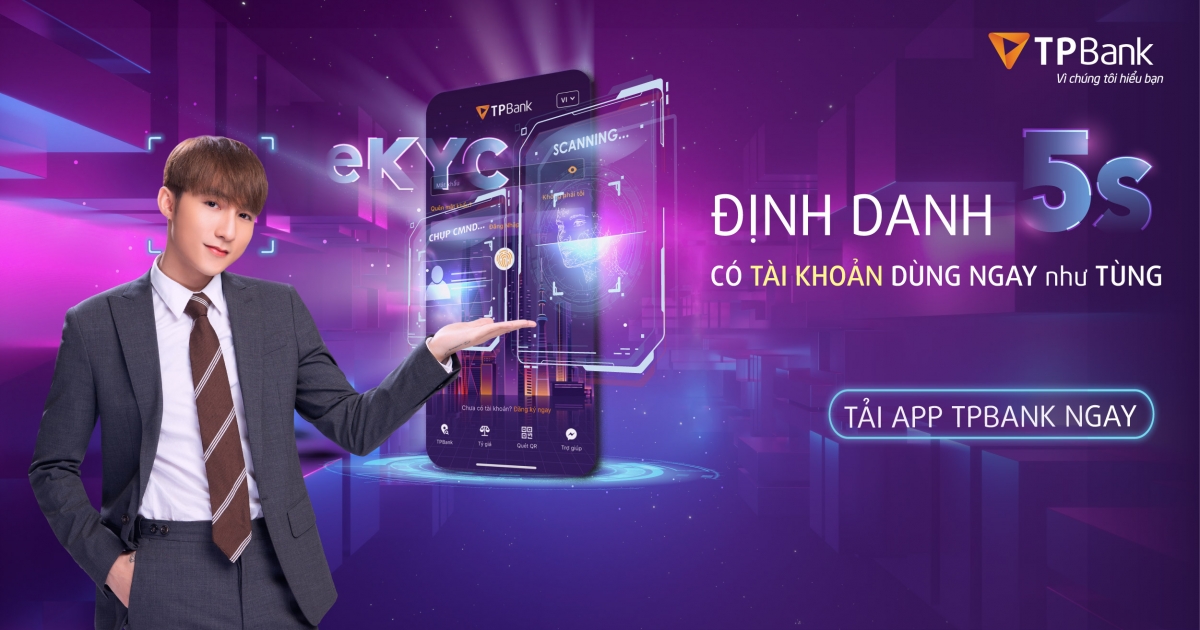 TPBank
Vì chúng tôi hiểu bạn
TPBank
VI
eKYC
SCANNING...
CHỤP CMND...
ĐỊNH DANH 5s
CÓ TÀI KHOẢN DÙNG NGAY như TÙNG
TẢI APP TPBANK NGAY
Chưa có tài khoản? Đăng ký ngay
TPBank
Tỷ giá
Quét QR
Trợ giúp